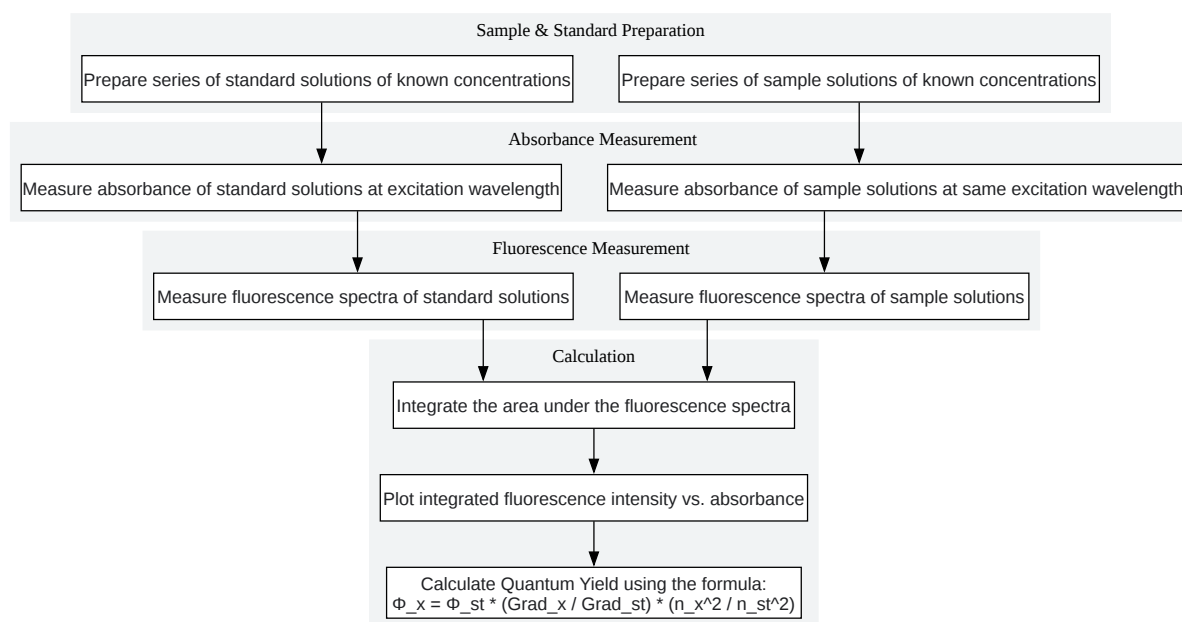 Sample & Standard Preparation
Prepare series of standard solutions of known concentrations
Prepare series of sample solutions of known concentrations
Absorbance Measurement
Measure absorbance of standard solutions at excitation wavelength
Measure absorbance of sample solutions at same excitation wavelength
Fluorescence Measurement
Measure fluorescence spectra of standard solutions
Measure fluorescence spectra of sample solutions
Calculation
Integrate the area under the fluorescence spectra
Plot integrated fluorescence intensity vs. absorbance
Calculate Quantum Yield using the formula:
Φ_x = Φ_st * (Grad_x / Grad_st) * (n_x^2 / n_st^2)